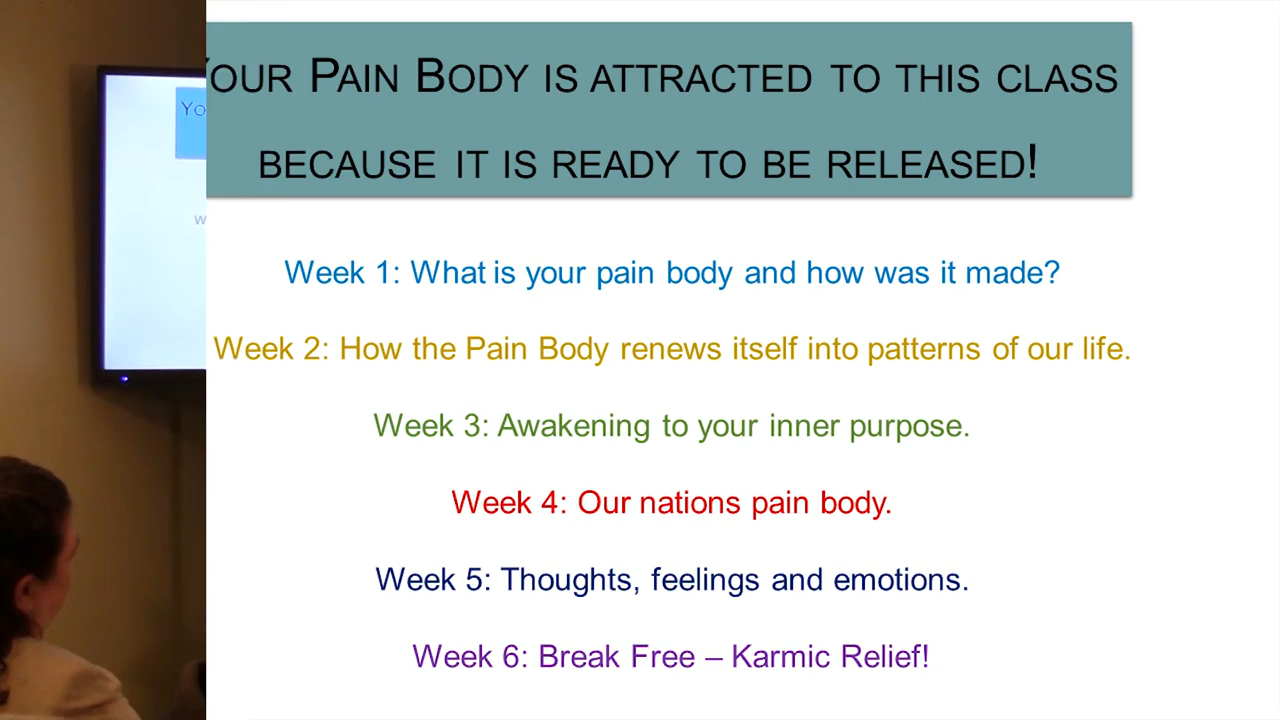 Yo
w
OUR PAIN BODY IS ATTRACTED TO THIS CLASS
BECAUSE IT IS READY TO BE RELEASED!
Week 1: What is your pain body and how was it made?
Week 2: How the Pain Body renews itself into patterns of our life.
Week 3: Awakening to your inner purpose.
Week 4: Our nations pain body.
Week 5: Thoughts, feelings and emotions.
Week 6: Break Free – Karmic Relief!